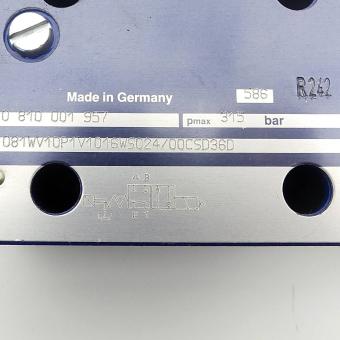 Made in Germany 586 R242
0 810 001 957 pmax 315 bar
081WV10P1V1016WS024/00CSD36D
A B